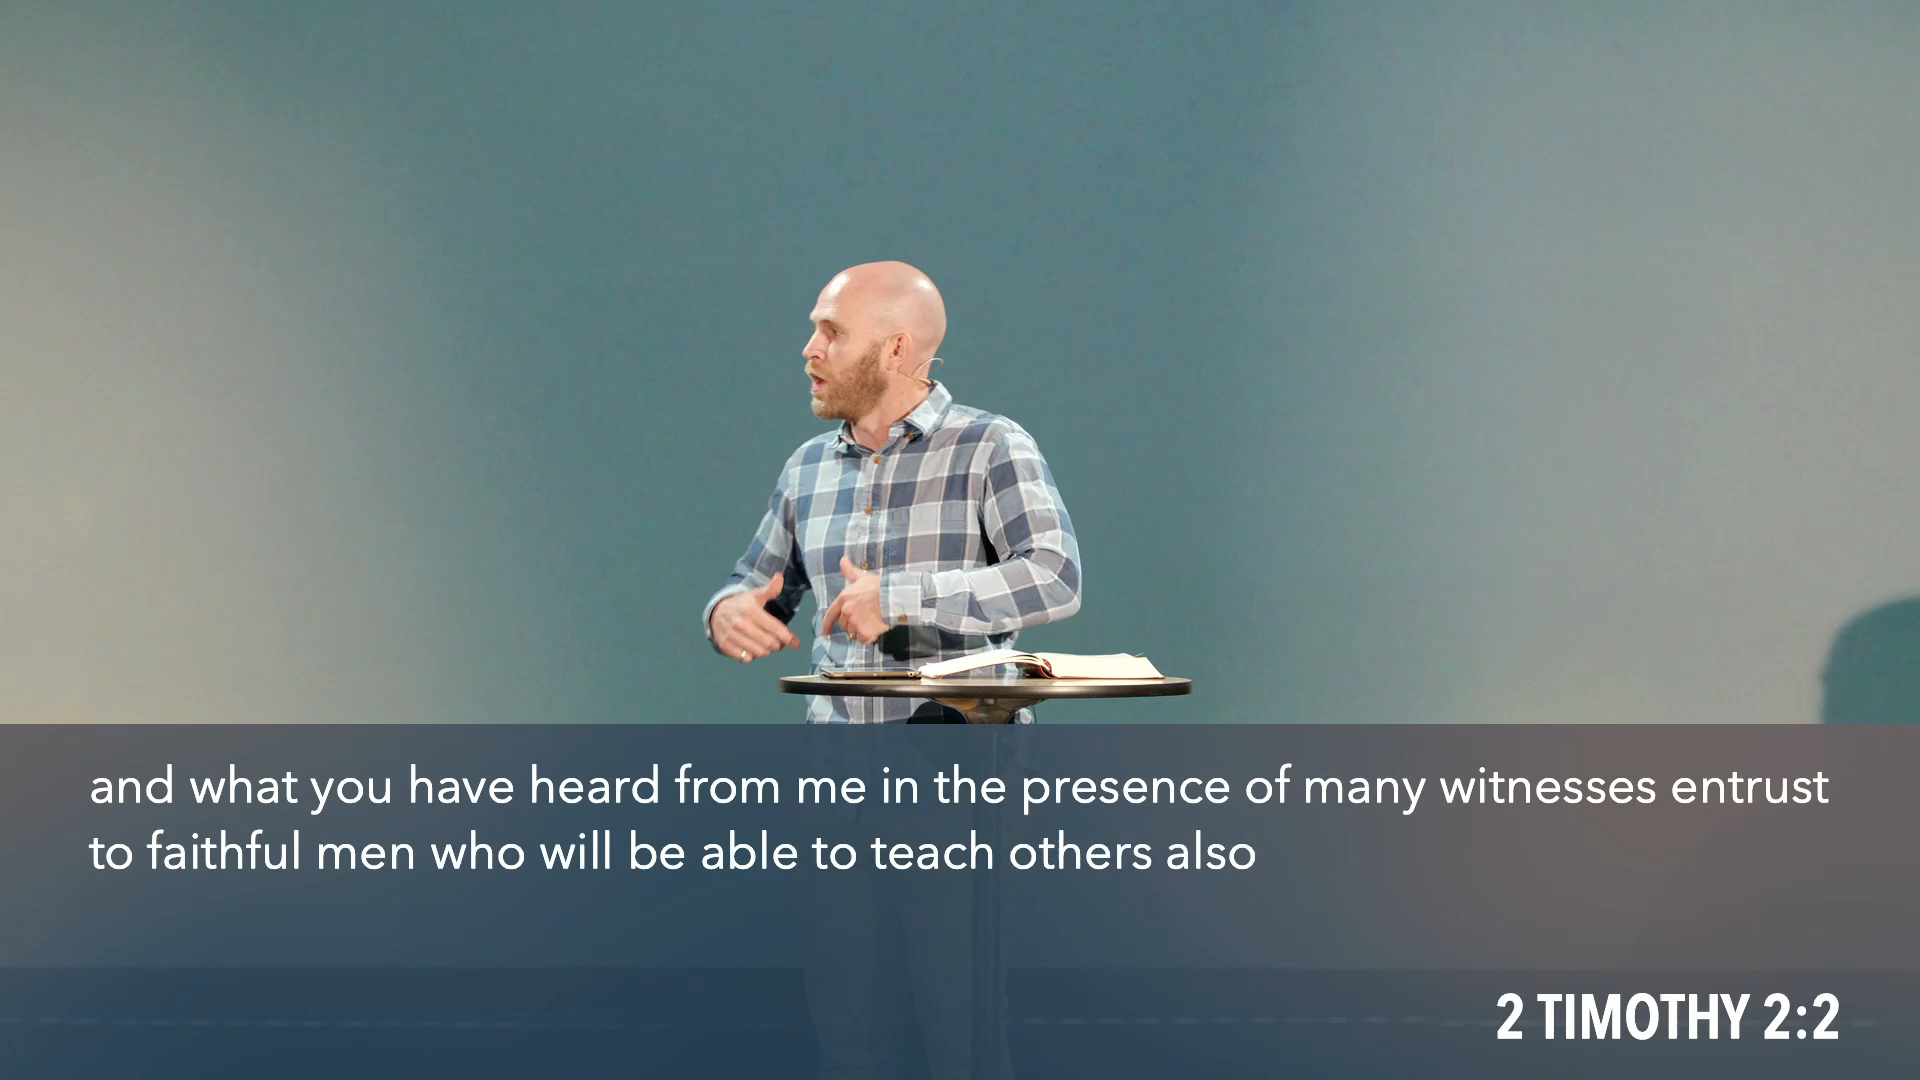 and what you have heard from me in the presence of many witnesses entrust
to faithful men who will be able to teach others also
2 TIMOTHY 2:2